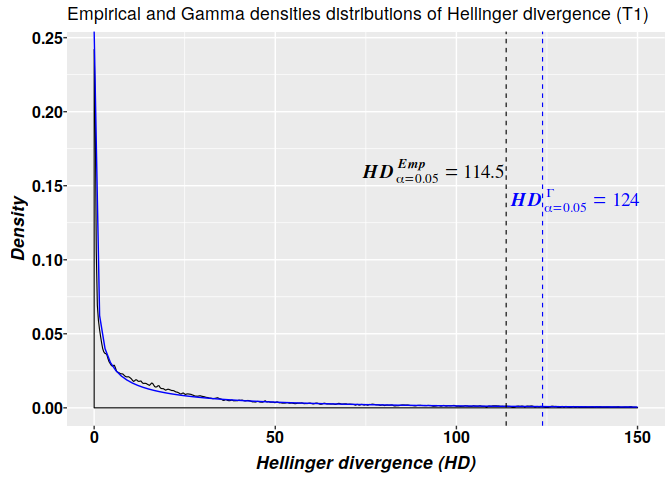 Empirical and Gamma densities distributions of Hellinger divergence (T1)
0.25
0.20
0.15
0.10
0.05
0.00
Density
HD^Emp_α=0.05 = 114.5
HD^Γ_α=0.05 = 124
0 50 100 150
Hellinger divergence (HD)